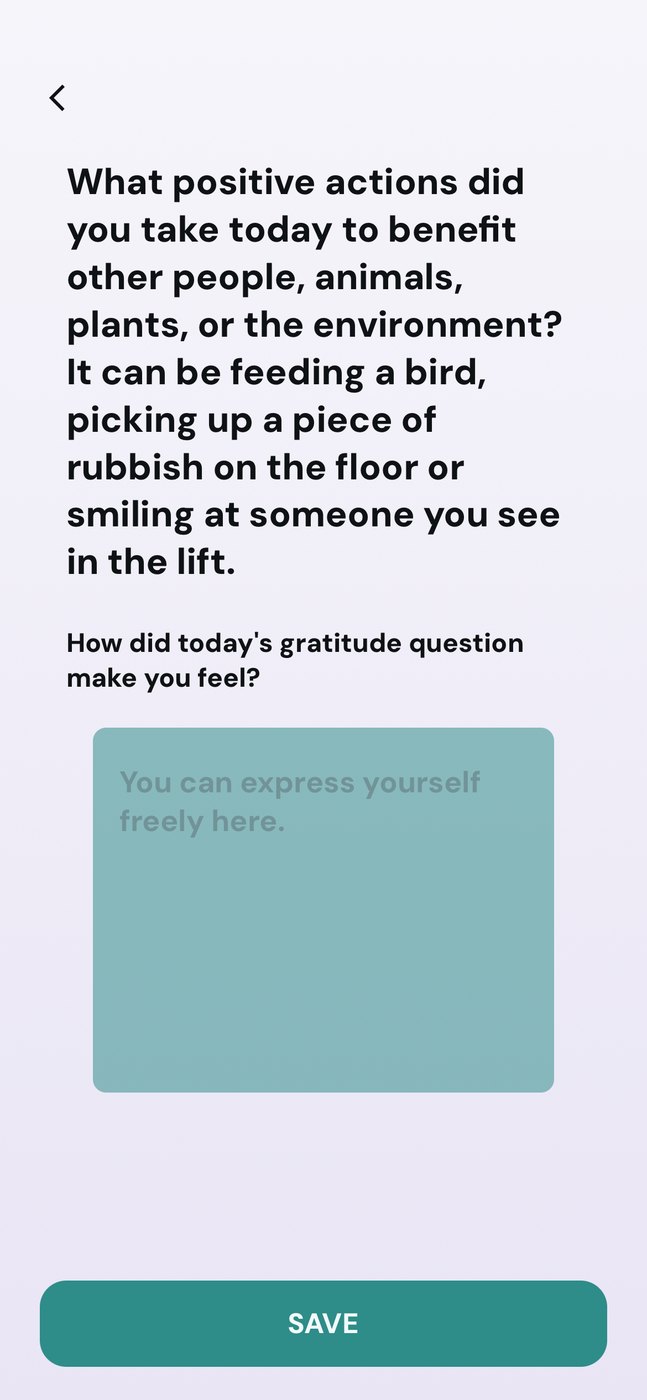 What positive actions did
you take today to benefit
other people, animals,
plants, or the environment?
It can be feeding a bird,
picking up a piece of
rubbish on the floor or
smiling at someone you see
in the lift.
How did today's gratitude question
make you feel?
You can express yourself
freely here.
SAVE